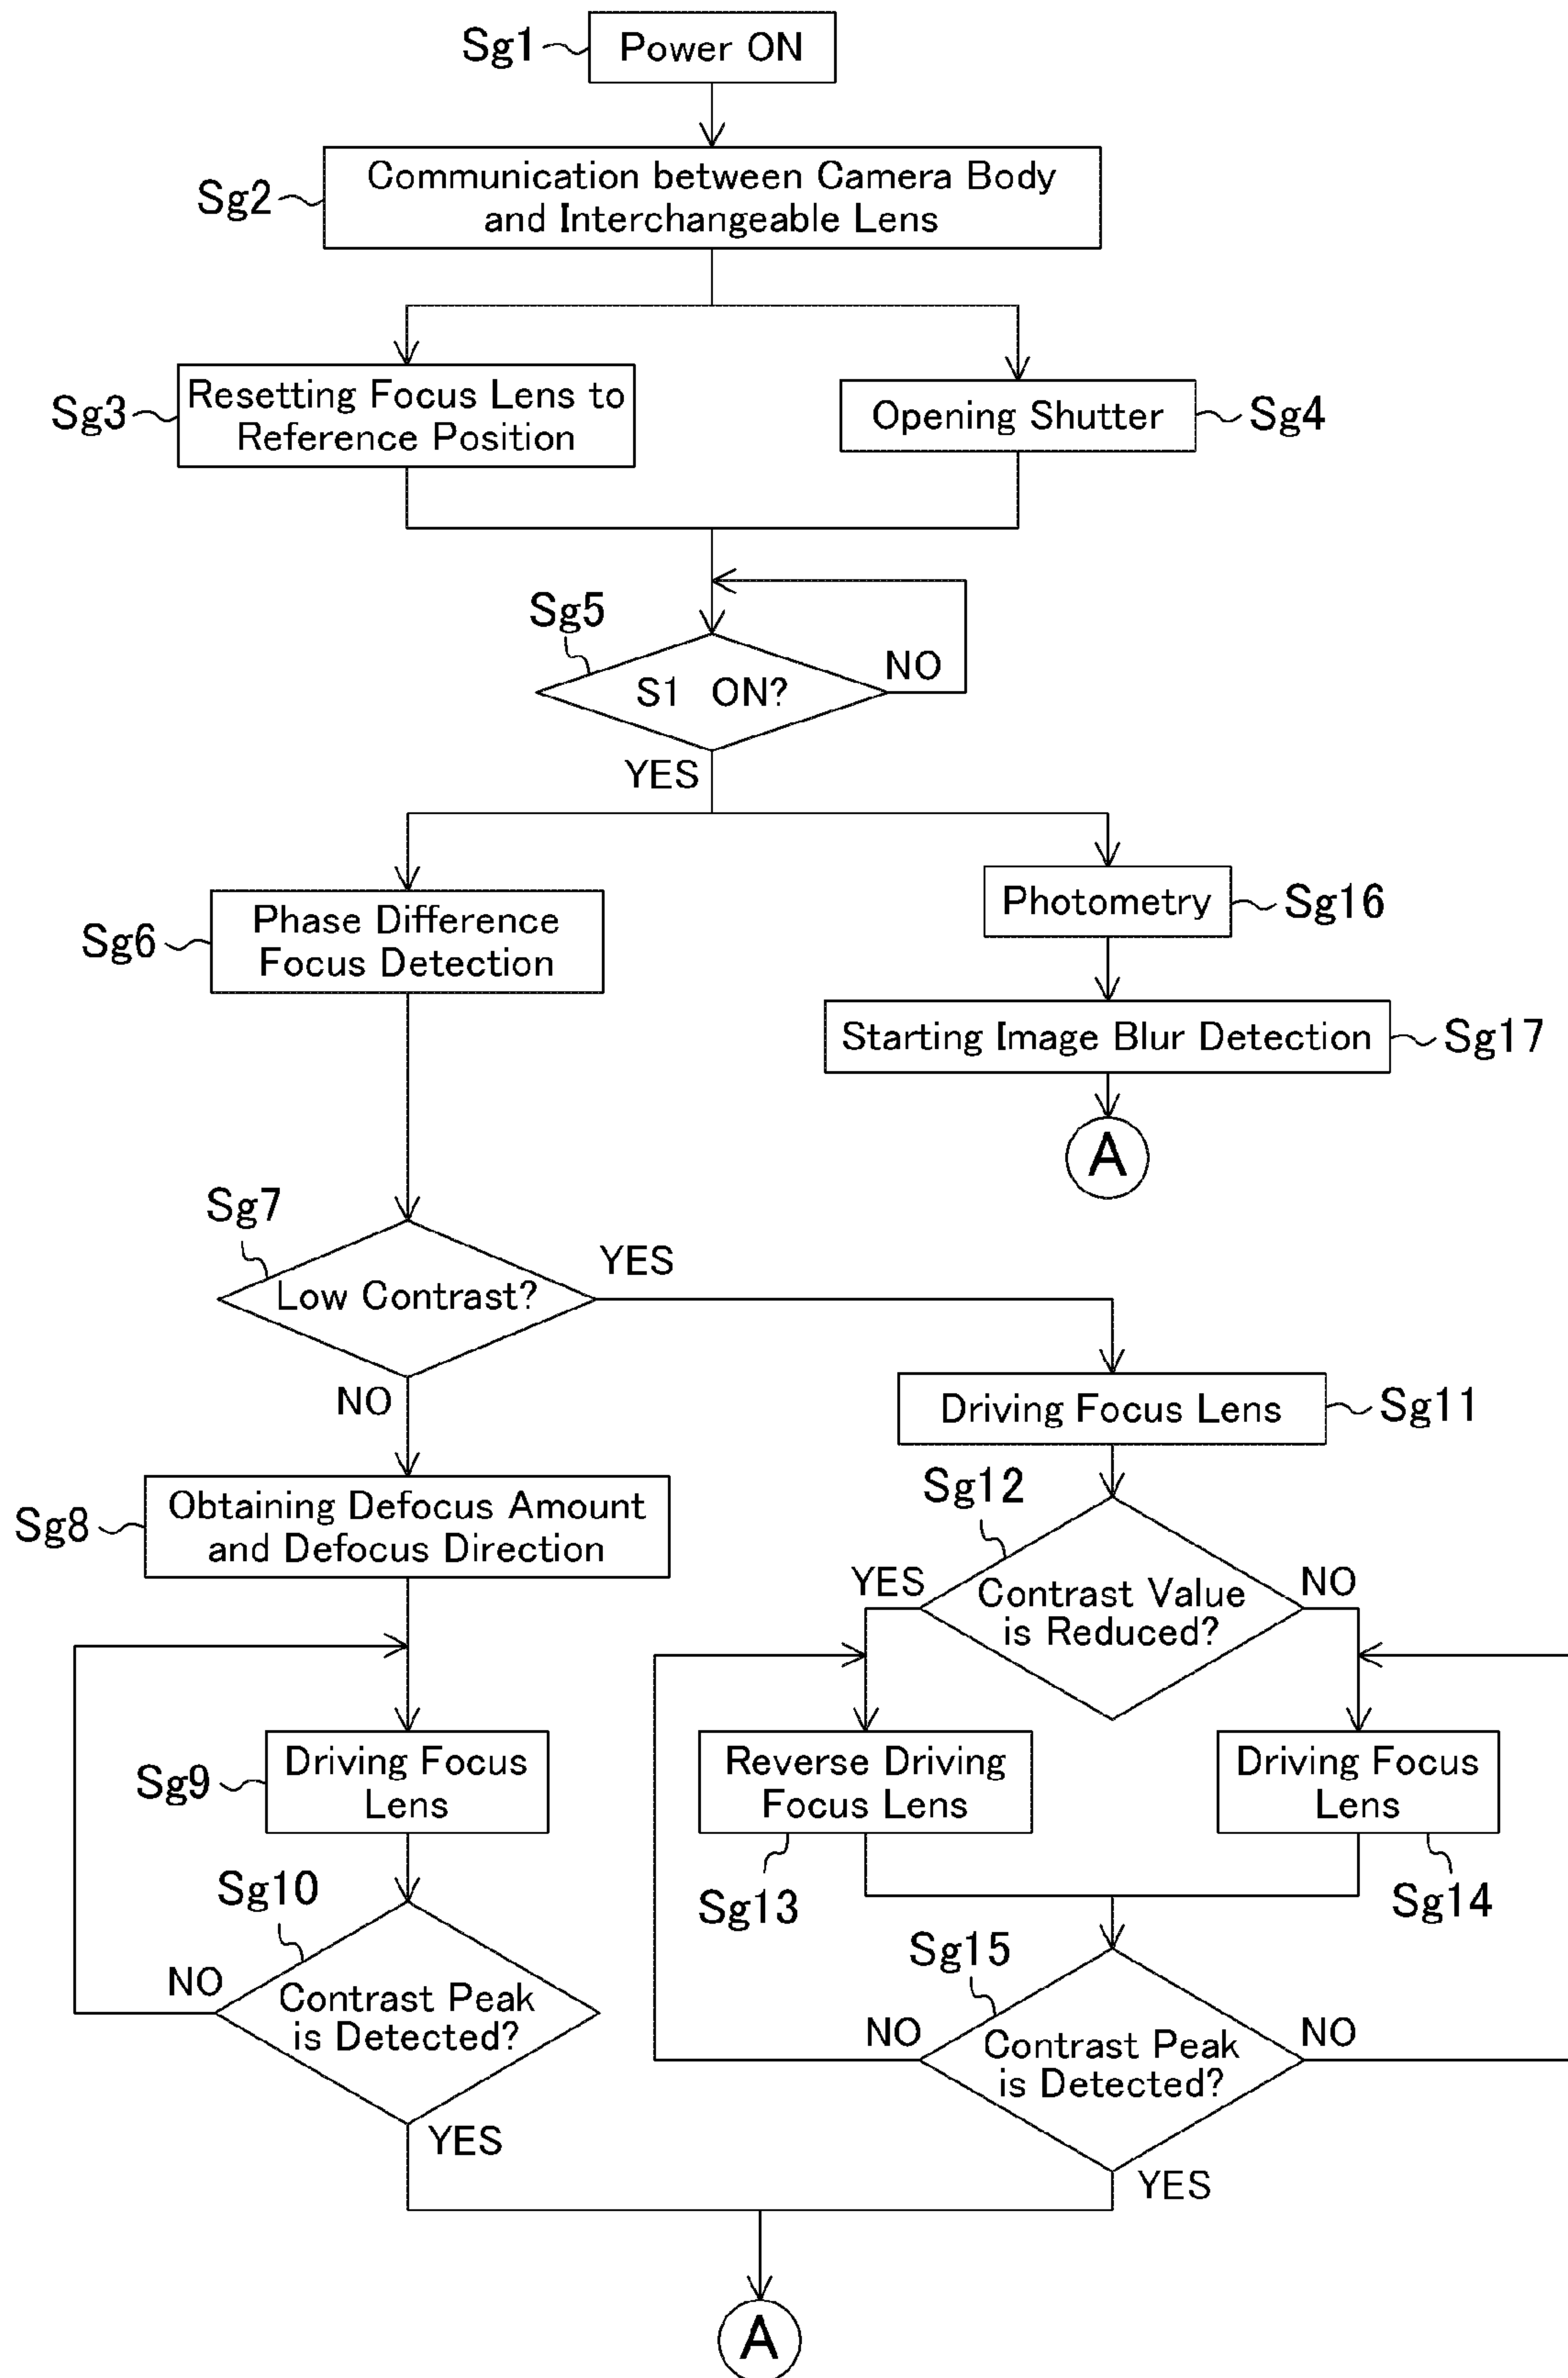 Sg1
Power ON
Sg2
Communication between Camera Body
and Interchangeable Lens
Sg3
Resetting Focus Lens to
Reference Position
Opening Shutter
Sg4
Sg5
S1 ON?
NO
YES
Sg6
Phase Difference
Focus Detection
Photometry
Sg16
Starting Image Blur Detection
Sg17
A
Sg7
Low Contrast?
YES
NO
Driving Focus Lens
Sg11
Sg8
Obtaining Defocus Amount
and Defocus Direction
Sg12
YES
Contrast Value
is Reduced?
NO
Sg9
Driving Focus
Lens
Reverse Driving
Focus Lens
Sg13
Driving Focus
Lens
Sg14
Sg10
NO
Contrast Peak
is Detected?
YES
Sg15
NO
Contrast Peak
is Detected?
NO
YES
A